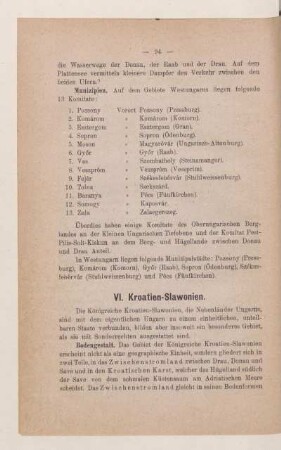 — 94 —
die Wasserwege der Donau, der Raab und der Drau. Auf dem
Plattensee vermitteln kleinere Dampfer den Verkehr zwischen den
beiden Ufern.
Munizipien. Auf dem Gebiete Westungarns liegen folgende
13 Komitate:
1. Pozsony Vorort Pozsony (Pressburg).
2. Komárom „ Komárom (Komorn).
3. Esztergom „ Esztergom (Gran).
4. Sopron „ Sopron (Ödenburg).
5. Moson „ Magyaróvár (Ungarisch-Altenburg)
6. Győr „ Győr (Raab).
7. Vas „ Szombathely (Steinamanger).
8. Veszprém „ Veszprém (Veszprim).
9. Fejér „ Székesfehérvár (Stuhlweissenburg)
10. Tolna „ Szekszárd.
11. Baranya „ Pécs (Fünfkirchen).
12. Somogy „ Kaposvár.
13. Zala „ Zalaegerszeg.
Überdies haben einige Komitate des Oberungarischen Berg-
landes an der Kleinen Ungarischen Tiefebene und das Komitat Pest-
Pilis-Solt-Kiskun an dem Berg- und Hügellande zwischen Donau
und Drau Anteil.
In Westungarn liegen folgende Munizipalstädte: Pozsony (Press-
burg), Komárom (Komorn), Győr (Raab), Sopron (Ödenburg), Székes-
fehérvár (Stuhlweissenburg) und Pécs (Fünfkirchen).
VI. Kroatien-Slawonien.
Die Königreiche Kroatien-Slawonien, die Nebenländer Ungarns,
sind mit dem eigentlichen Ungarn zu einem einheitlichen, unteil-
baren Staate verbunden, bilden aber insoweit ein besonderes Gebiet,
als sie mit Sonderrechten ausgestattet sind.
Bodengestalt. Das Gebiet der Königreiche Kroatien-Slawonien
erscheint nicht als eine geographische Einheit, sondern gliedert sich in
zwei Teile, in das Zwischenstromland zwischen Drau, Donau und
Save und in den Kroatischen Karst, welcher das Hügelland südlich
der Save von dem schmalen Küstensaum am Adriatischen Meere
scheidet. Das Zwischenstromland gleicht in seinen Bodenformen